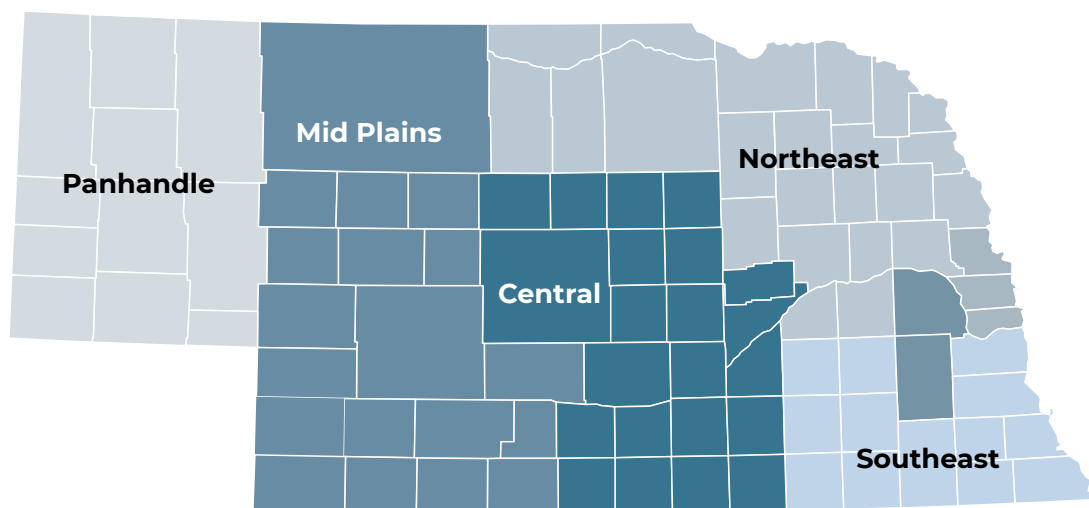 Mid Plains
Northeast
Panhandle
Central
Southeast